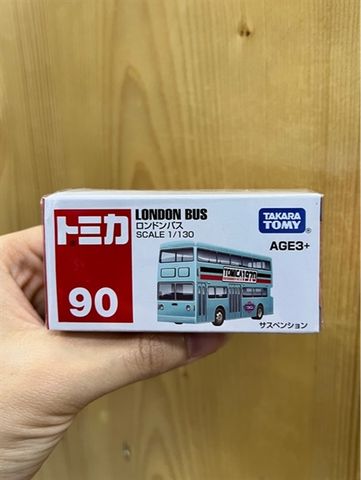 トミカ
90
LONDON BUS
ロンドンバス
SCALE 1/130
TAKARA
TOMY
AGE3+
TOMICA 1970
サスペンション